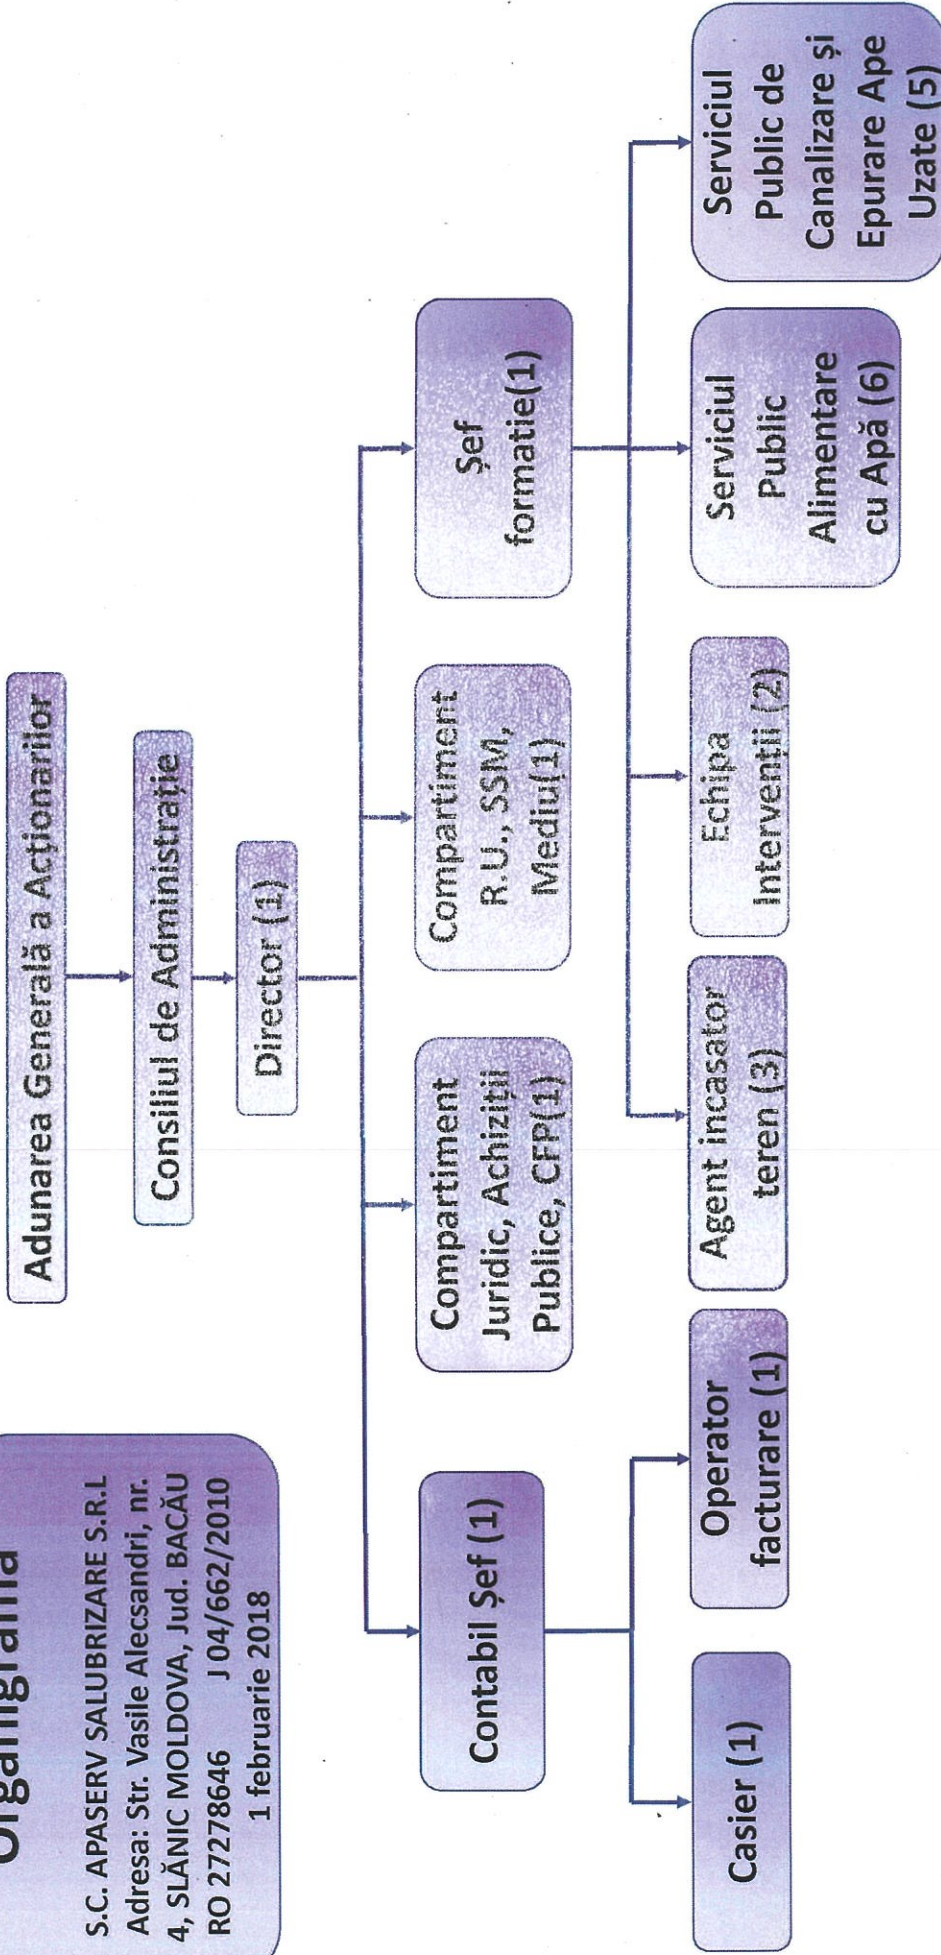 Organigrama
S.C. APASERV SALUBRIZARE S.R.L
Adresa: Str. Vasile Alecsandri, nr.
4, SLĂNIC MOLDOVA, Jud. BACĂU
RO 27278646 J 04/662/2010
1 februarie 2018
Adunarea Generală a Acționarilor
Consiliul de Administrație
Director (1)
Contabil Șef (1)
Compartiment
Juridic, Achiziții
Publice, CFP(1)
Compartiment
R.U., SSM,
Mediu(1)
Șef
formatie(1)
Casier (1)
Operator
facturare (1)
Agent incasator
teren (3)
Echipa
Intervenții (2)
Serviciul
Public
Alimentare
cu Apă (6)
Serviciul
Public de
Canalizare și
Epurare Ape
Uzate (5)